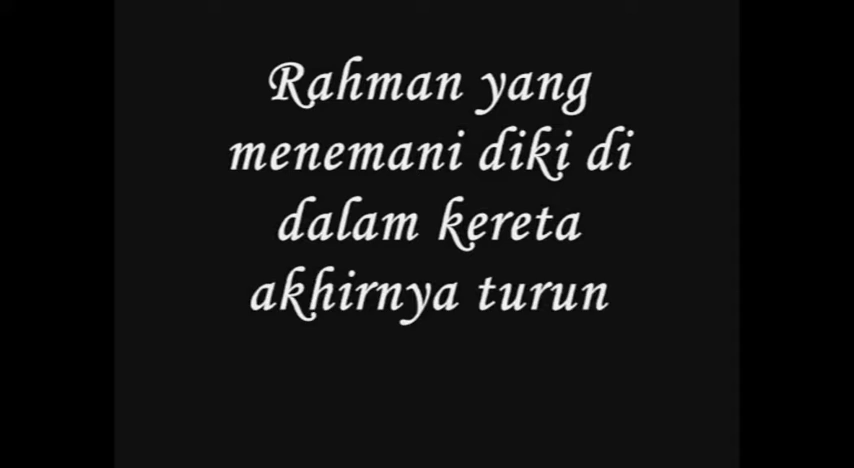 Rahman yang
menemani diki di
dalam kereta
akhirnya turun